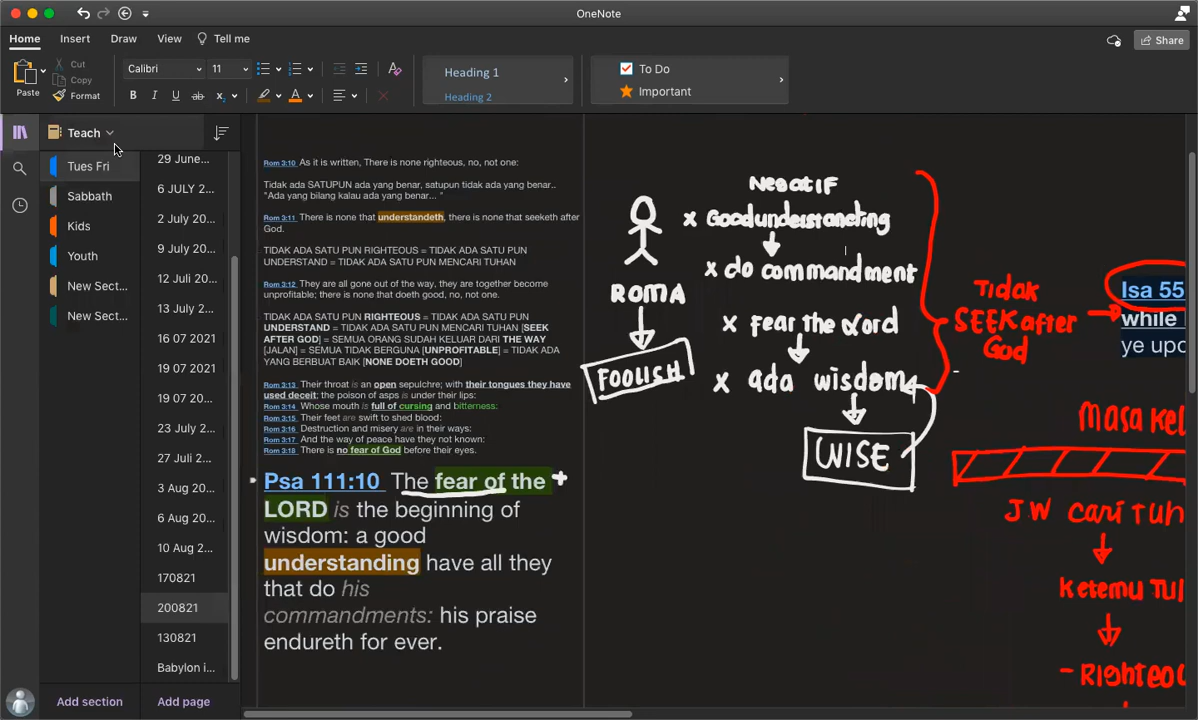 OneNote
Home
Insert
Draw
View
Tell me
Share
Paste
Cut
Copy
Format
Calibri
11
B I U ab x₂
A
Heading 1
Heading 2
To Do
Important
Teach
Tues Fri
Sabbath
Kids
Youth
New Sect...
New Sect...
Add section
29 June...
6 JULY 2...
2 July 20...
9 July 20...
12 Juli 20...
13 July 2...
16 07 2021
19 07 2021
19 07 2021
23 July 2...
27 Juli 2...
3 Aug 20...
6 Aug 20...
10 Aug 2...
170821
200821
130821
Babylon i...
Add page
Rom 3:10 As it is written, There is none righteous, no, not one:
Tidak ada SATUPUN ada yang benar, satupun tidak ada yang benar..
"Ada yang bilang kalau ada yang benar... "
Rom 3:11 There is none that understandeth, there is none that seeketh after
God.
TIDAK ADA SATU PUN RIGHTEOUS = TIDAK ADA SATU PUN
UNDERSTAND = TIDAK ADA SATU PUN MENCARI TUHAN
Rom 3:12 They are all gone out of the way, they are together become
unprofitable; there is none that doeth good, no, not one.
TIDAK ADA SATU PUN RIGHTEOUS = TIDAK ADA SATU PUN
UNDERSTAND = TIDAK ADA SATU PUN MENCARI TUHAN [SEEK
AFTER GOD] = SEMUA ORANG SUDAH KELUAR DARI THE WAY
[JALAN] = SEMUA TIDAK BERGUNA [UNPROFITABLE] = TIDAK ADA
YANG BERBUAT BAIK [NONE DOETH GOOD]
Rom 3:13 Their throat is an open sepulchre; with their tongues they have
used deceit; the poison of asps is under their lips:
Rom 3:14 Whose mouth is full of cursing and bitterness:
Rom 3:15 Their feet are swift to shed blood:
Rom 3:16 Destruction and misery are in their ways:
Rom 3:17 And the way of peace have they not known:
Rom 3:18 There is no fear of God before their eyes.
Psa 111:10 The fear of the
LORD is the beginning of
wisdom: a good
understanding have all they
that do his
commandments: his praise
endureth for ever.
ROMA
FOOLISH
NEGATIF
x Good understanding
x do commandment
x fear the Lord
x ada wisdom
WISE
Tidak
SEEK after
God
Isa 55
while
ye upo
Masa Kel
JW cari TUH
Ketemu TU
- Righteou